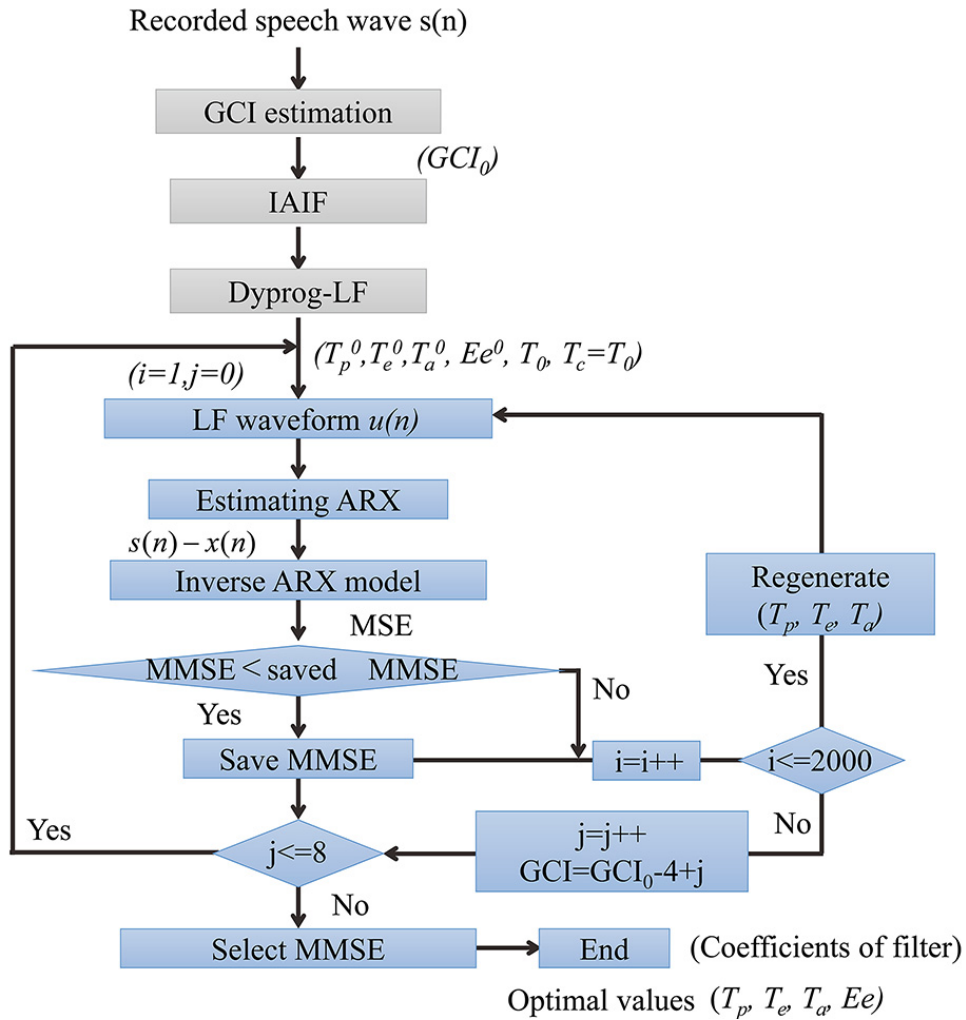 Recorded speech wave s(n)
GCI estimation
(GCI₀)
IAIF
Dyprog-LF
(Tₚ⁰,Tₑ⁰,Tₐ⁰, Ee⁰, T₀, T_c=T₀)
(i=1,j=0)
LF waveform u(n)
Estimating ARX
s(n) – x(n)
Inverse ARX model
Regenerate
(Tₚ, Tₑ, Tₐ)
MSE
MMSE < saved MMSE
No
Yes
Yes
Save MMSE
i=i++
i<=2000
Yes
No
j<=8
j=j++
GCI=GCI₀-4+j
No
Select MMSE
End
(Coefficients of filter)
Optimal values (Tₚ, Tₑ, Tₐ, Ee)